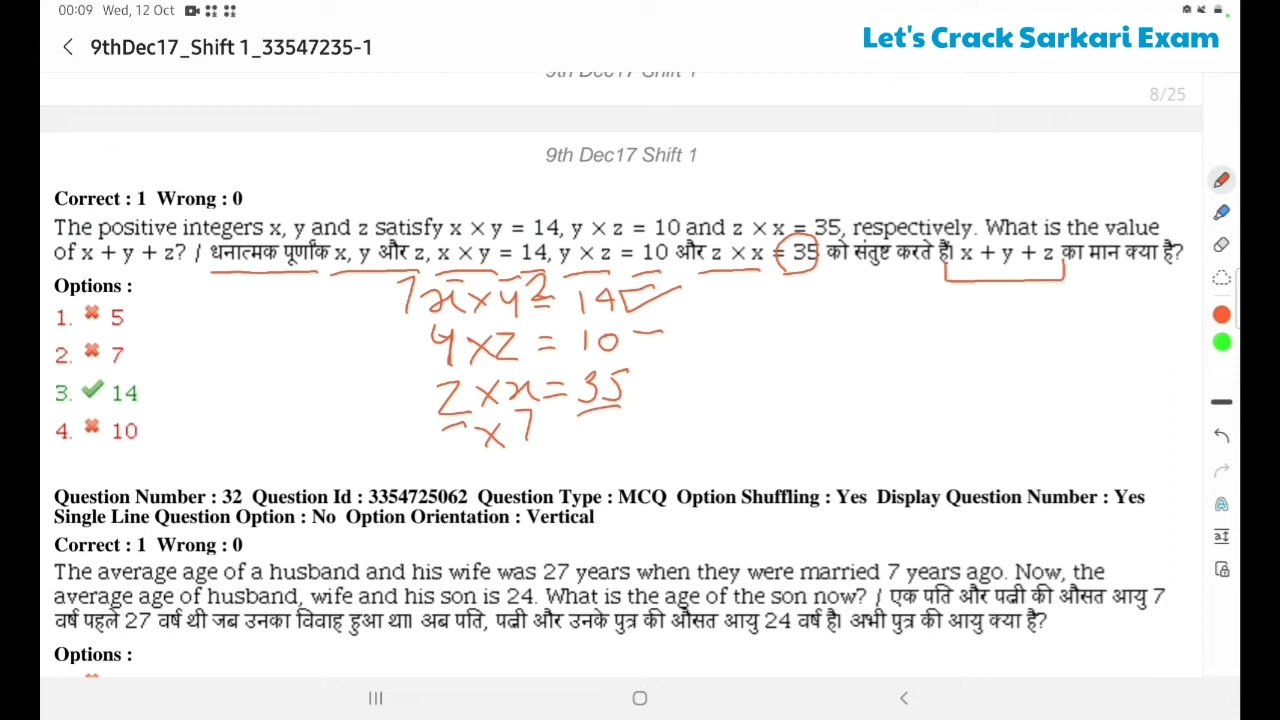 00:09 Wed, 12 Oct
Let's Crack Sarkari Exam
9thDec17_Shift 1_33547235-1
9th Dec17 Shift 1
8/25
9th Dec17 Shift 1
Correct : 1 Wrong : 0
The positive integers x, y and z satisfy x × y = 14, y × z = 10 and z × x = 35, respectively. What is the value
of x + y + z? / धनात्मक पूर्णांक x, y और z, x × y = 14, y × z = 10 और z × x = 35 को संतुष्ट करते हैं। x + y + z का मान क्या है?
Options :
7 x × y 2 = 14
1. 5
y × z = 10
2. 7
z × x = 35
3. 14
× 7
4. 10
Question Number : 32 Question Id : 3354725062 Question Type : MCQ Option Shuffling : Yes Display Question Number : Yes
Single Line Question Option : No Option Orientation : Vertical
Correct : 1 Wrong : 0
The average age of a husband and his wife was 27 years when they were married 7 years ago. Now, the
average age of husband, wife and his son is 24. What is the age of the son now? / एक पति और पत्नी की औसत आयु 7
वर्ष पहले 27 वर्ष थी जब उनका विवाह हुआ था। अब पति, पत्नी और उनके पुत्र की औसत आयु 24 वर्ष है। अभी पुत्र की आयु क्या है?
Options :